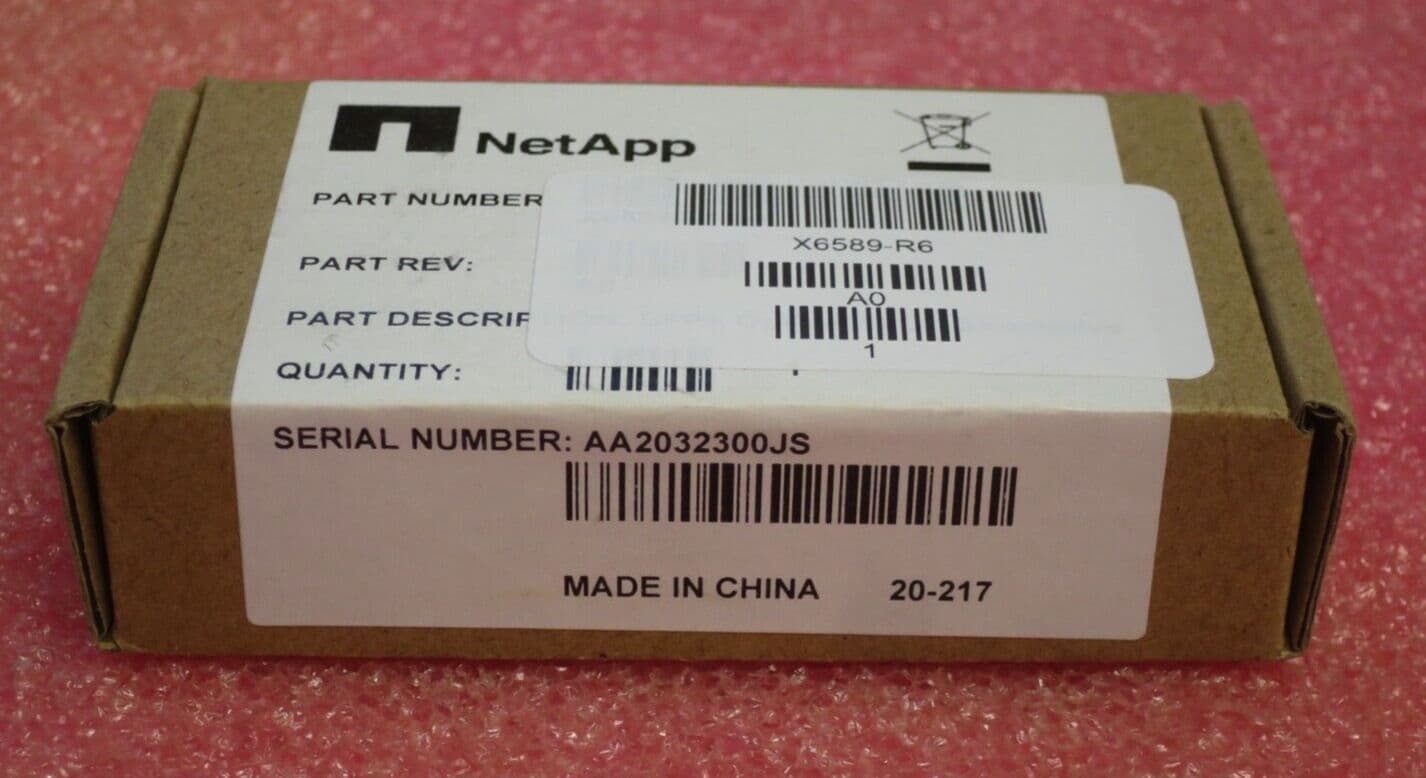 NetApp
PART NUMBER
X6589-R6
PART REV:
A0
PART DESCRIP
1
QUANTITY:
SERIAL NUMBER: AA2032300JS
MADE IN CHINA 20-217